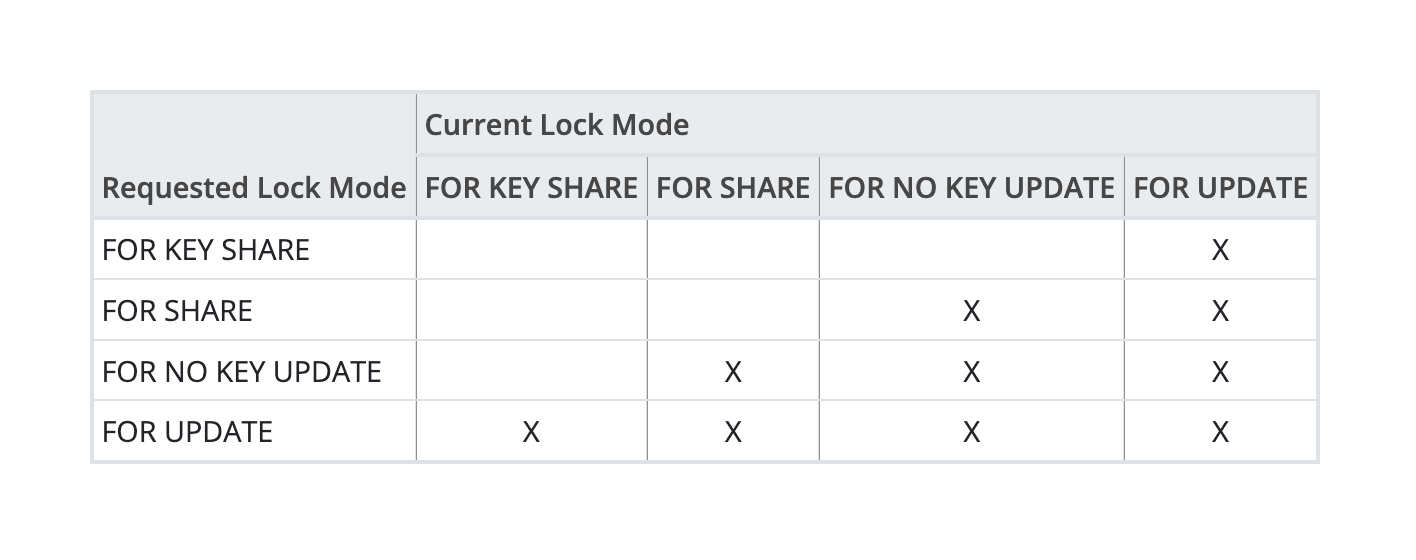 Current Lock Mode
Requested Lock Mode FOR KEY SHARE FOR SHARE FOR NO KEY UPDATE FOR UPDATE
FOR KEY SHARE X
FOR SHARE X X
FOR NO KEY UPDATE X X X
FOR UPDATE X X X X